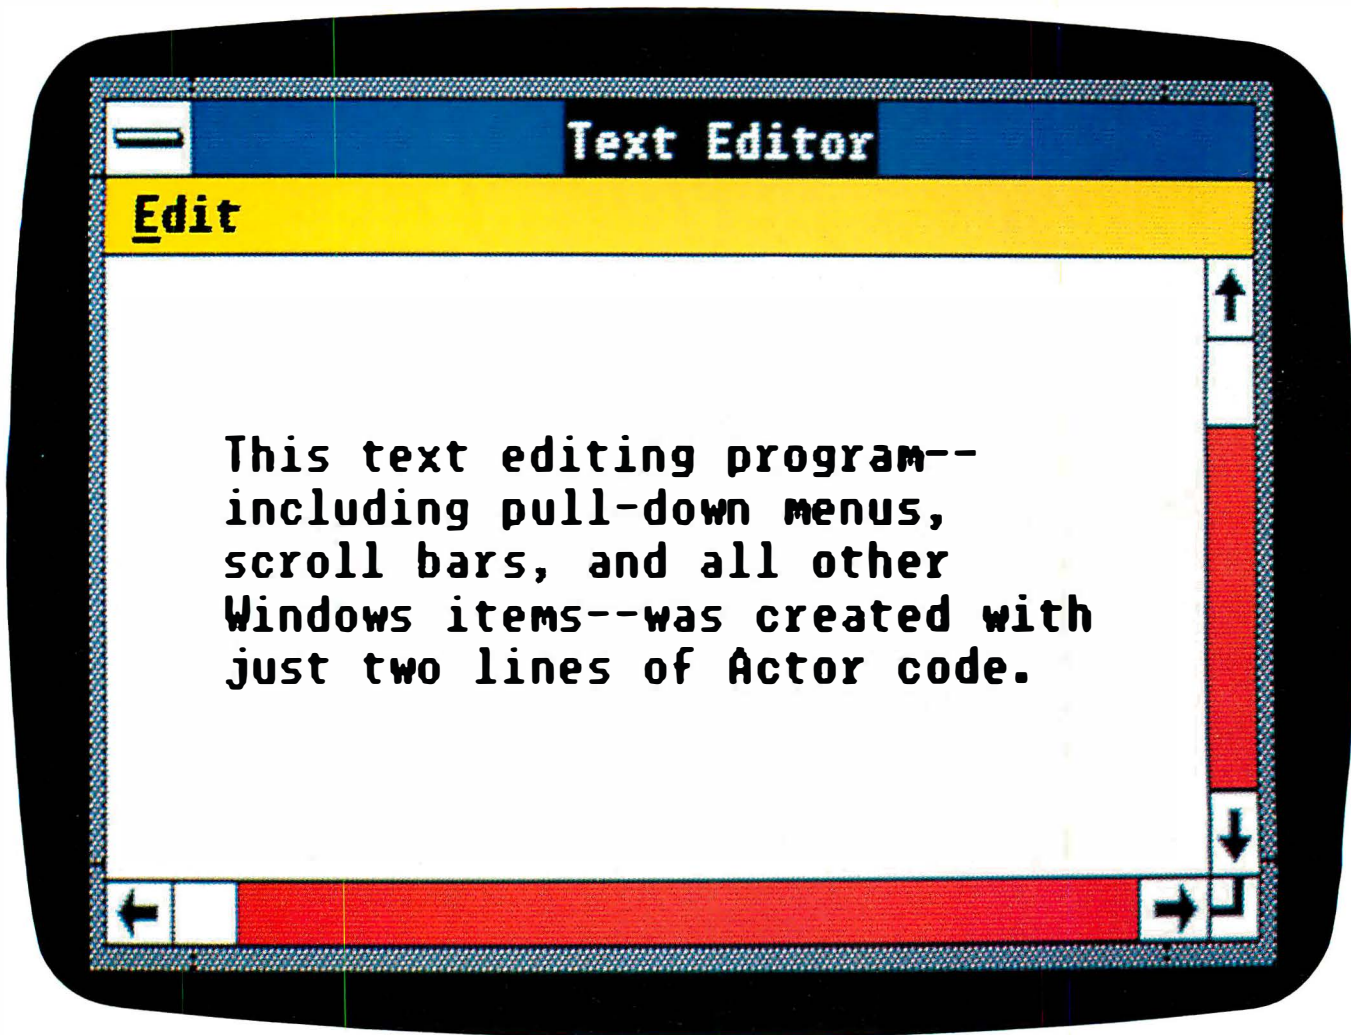 Text Editor
Edit
This text editing program--
including pull-down menus,
scroll bars, and all other
Windows items--was created with
just two lines of Actor code.